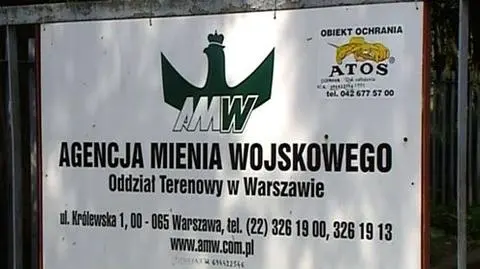 OBIEKT OCHRANIA
ATOS
tel. 042 677 57 00
AMW
AGENCJA MIENIA WOJSKOWEGO
Oddział Terenowy w Warszawie
ul. Królewska 1, 00 - 065 Warszawa, tel. (22) 326 19 00, 326 19 13
www.amw.com.pl